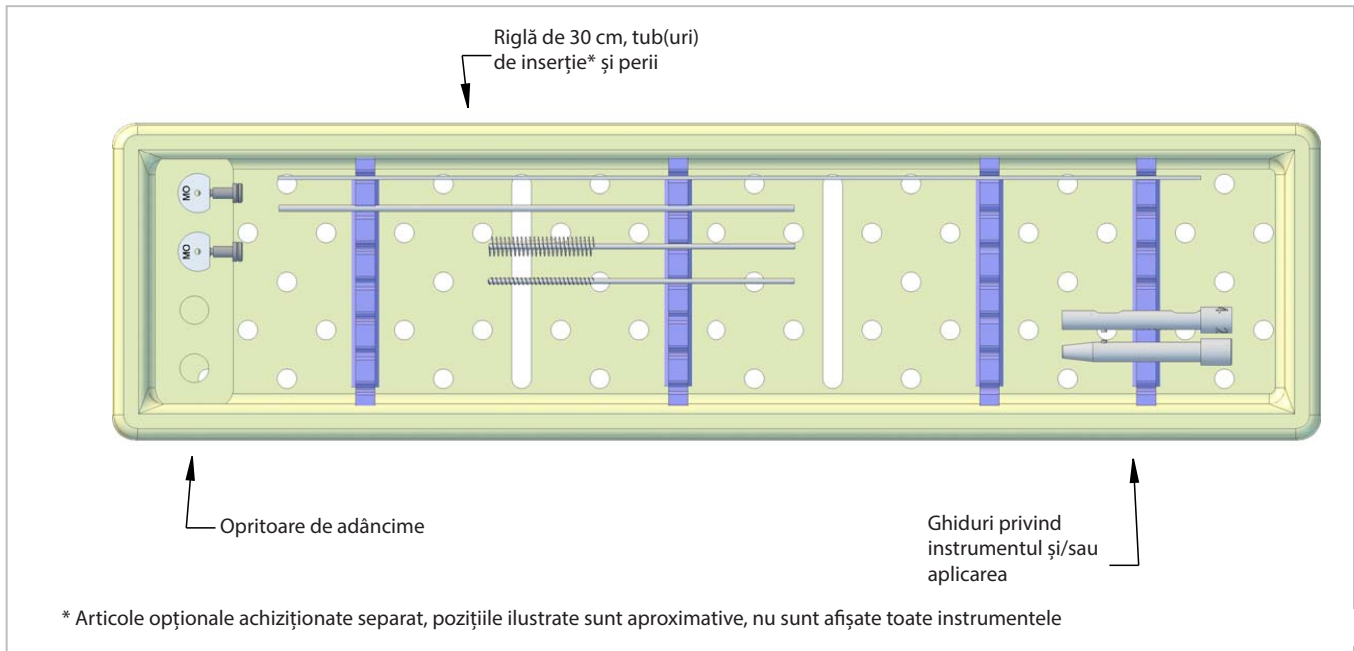 Riglă de 30 cm, tub(uri)
de inserție* și perii
MO
MO
2
Opritoare de adâncime
Ghiduri privind
instrumentul și/sau
aplicarea
* Articole opționale achiziționate separat, pozițiile ilustrate sunt aproximative, nu sunt afișate toate instrumentele